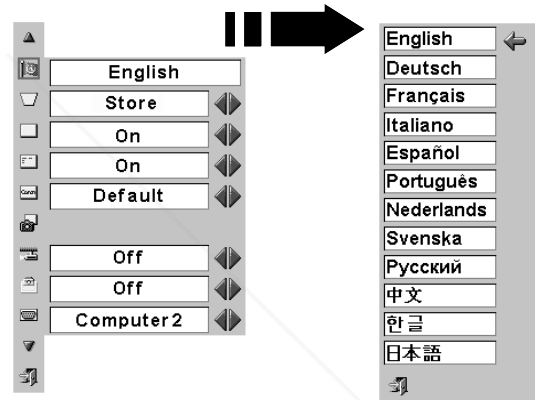 English
Store
On
On
Default
Off
Off
Computer2
English
Deutsch
Français
Italiano
Español
Português
Nederlands
Svenska
Русский
中文
한글
日本語